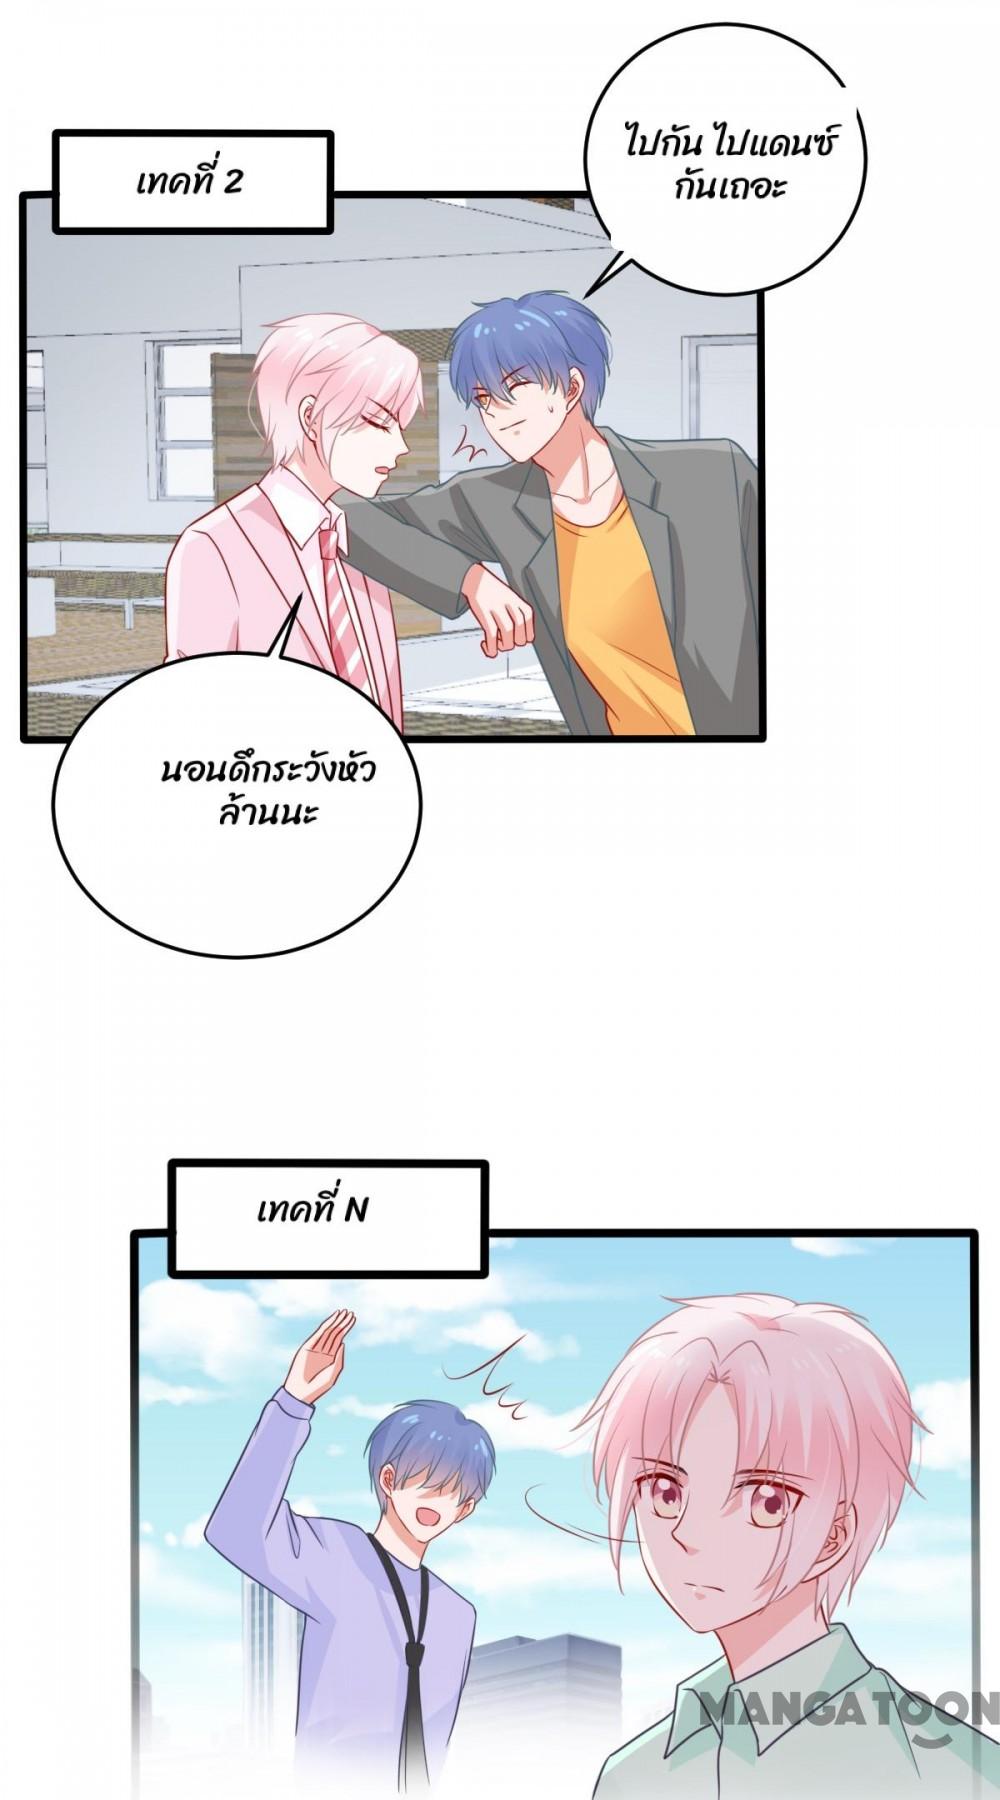 เทคที่ 2
ไปกัน ไปแดนซ์
กันเถอะ
นอนดึกระวังหัว
ล้านนะ
เทคที่ N
MANGATOON